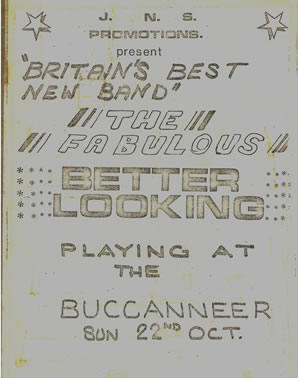 J. N. S.
PROMOTIONS.
present
"BRITAIN'S BEST
NEW BAND"
THE
FABULOUS
BETTER
LOOKING
PLAYING AT
THE
BUCCANNEER
SUN 22ND OCT.